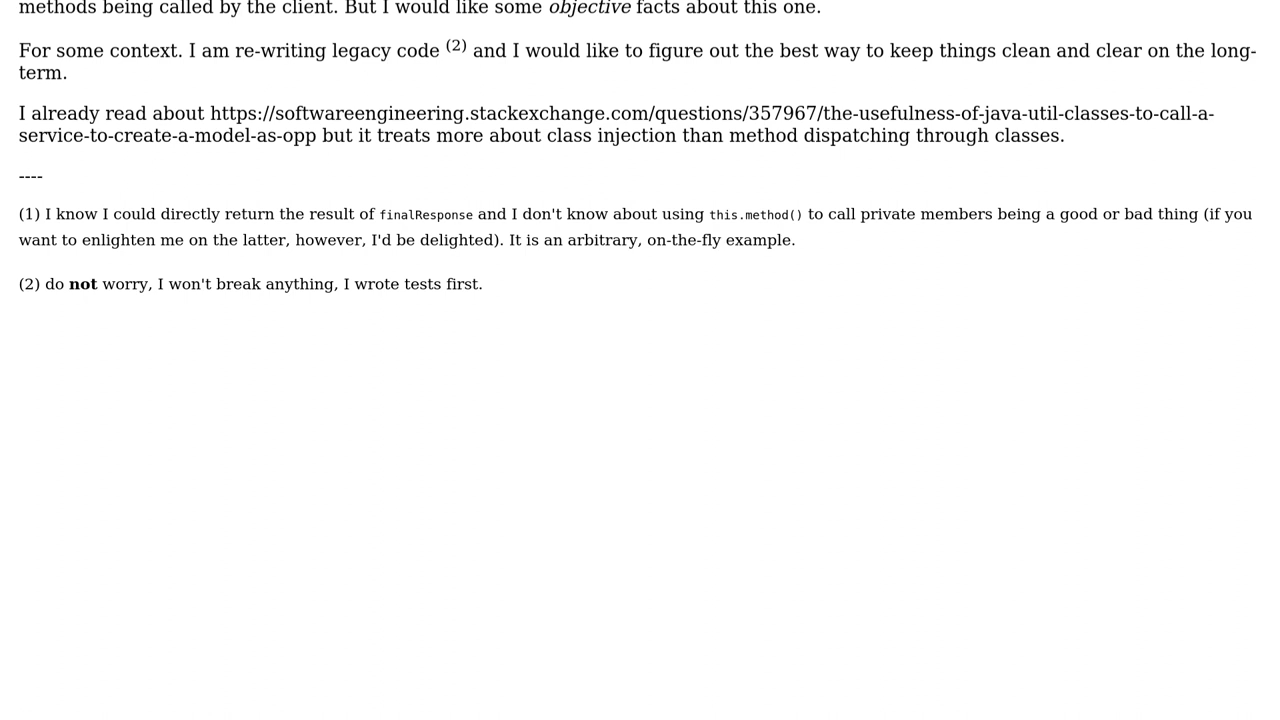 methods being called by the client. But I would like some objective facts about this one.
For some context. I am re-writing legacy code (2) and I would like to figure out the best way to keep things clean and clear on the long-
term.
I already read about https://softwareengineering.stackexchange.com/questions/357967/the-usefulness-of-java-util-classes-to-call-a-
service-to-create-a-model-as-opp but it treats more about class injection than method dispatching through classes.
----
(1) I know I could directly return the result of finalResponse and I don't know about using this.method() to call private members being a good or bad thing (if you
want to enlighten me on the latter, however, I'd be delighted). It is an arbitrary, on-the-fly example.
(2) do not worry, I won't break anything, I wrote tests first.